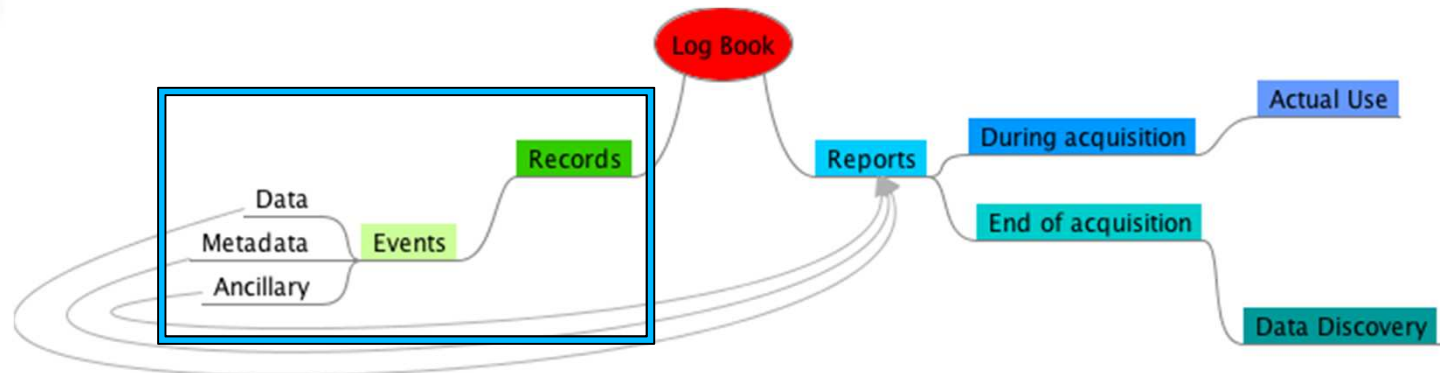 Log Book
Records
Events
Data
Metadata
Ancillary
Reports
During acquisition
Actual Use
End of acquisition
Data Discovery